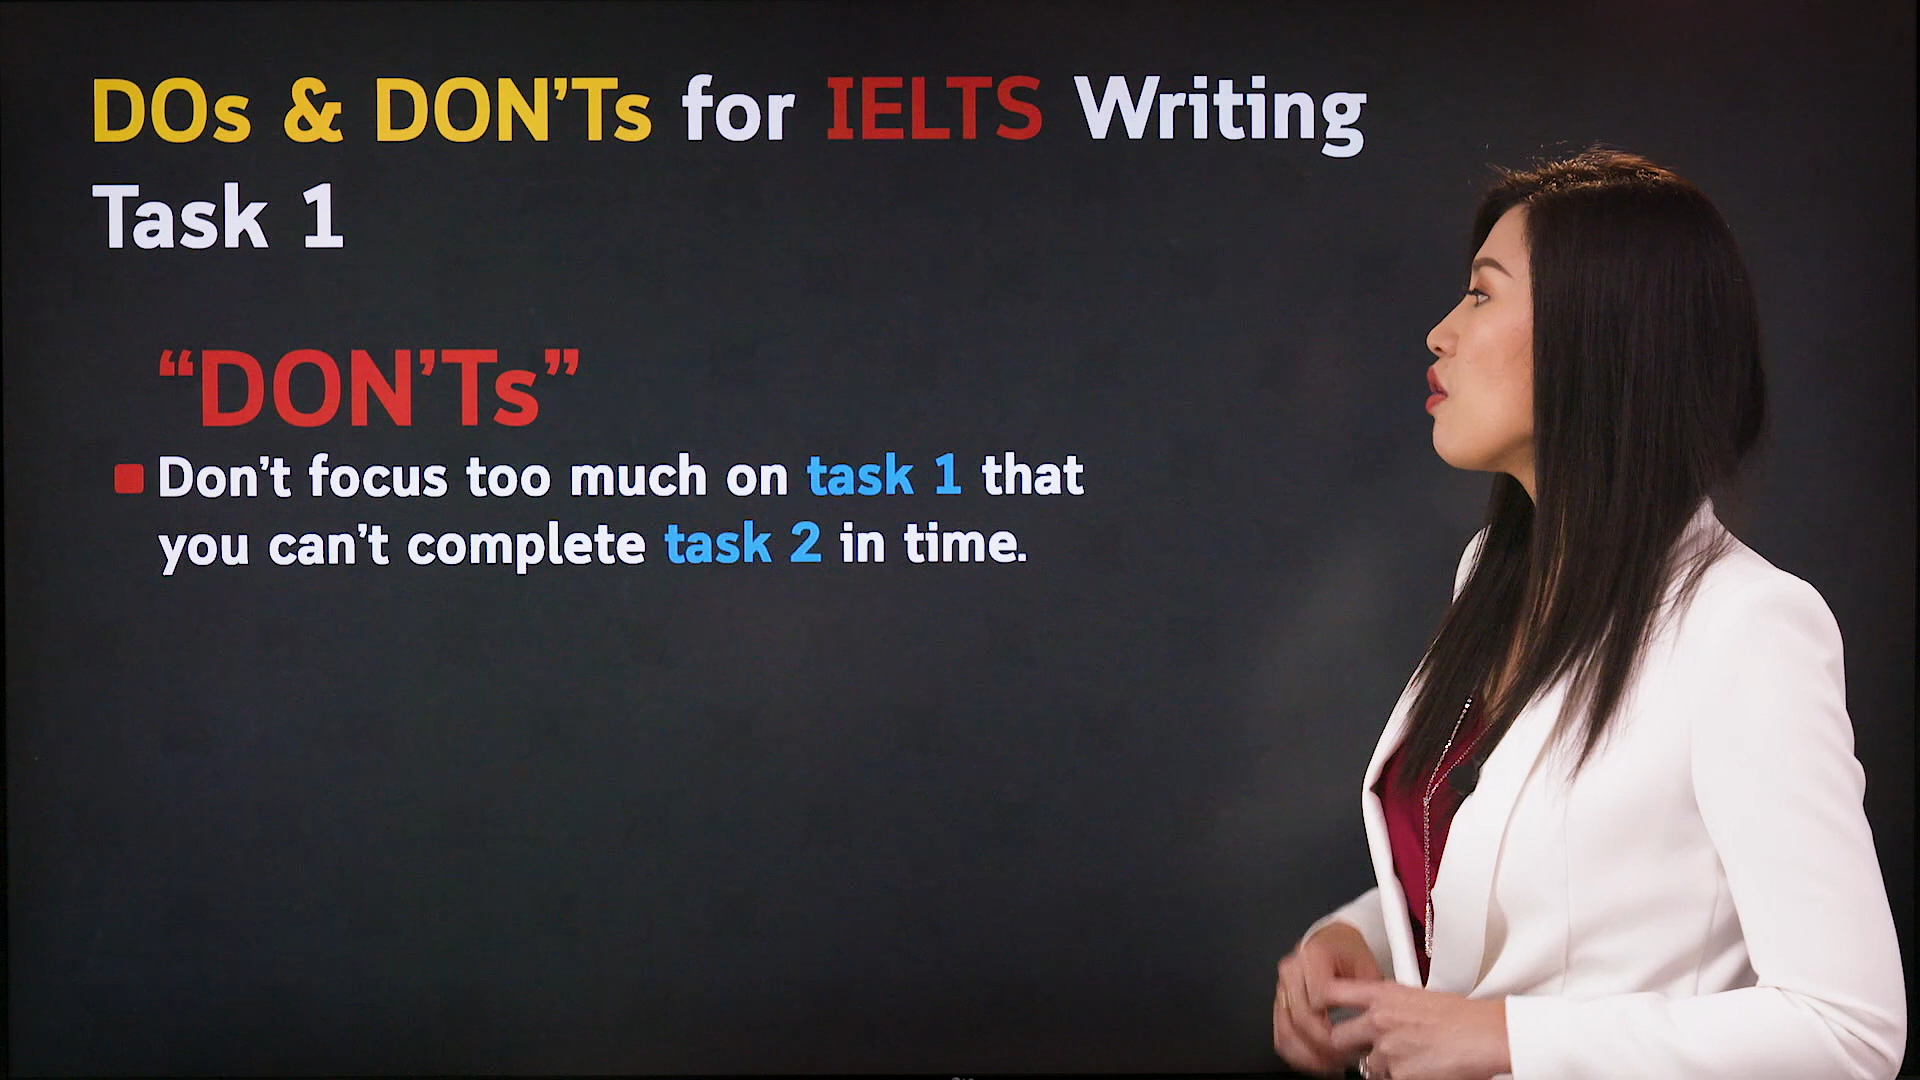 DOs & DON'Ts for IELTS Writing
Task 1
“DON'Ts”
Don't focus too much on task 1 that
you can't complete task 2 in time.